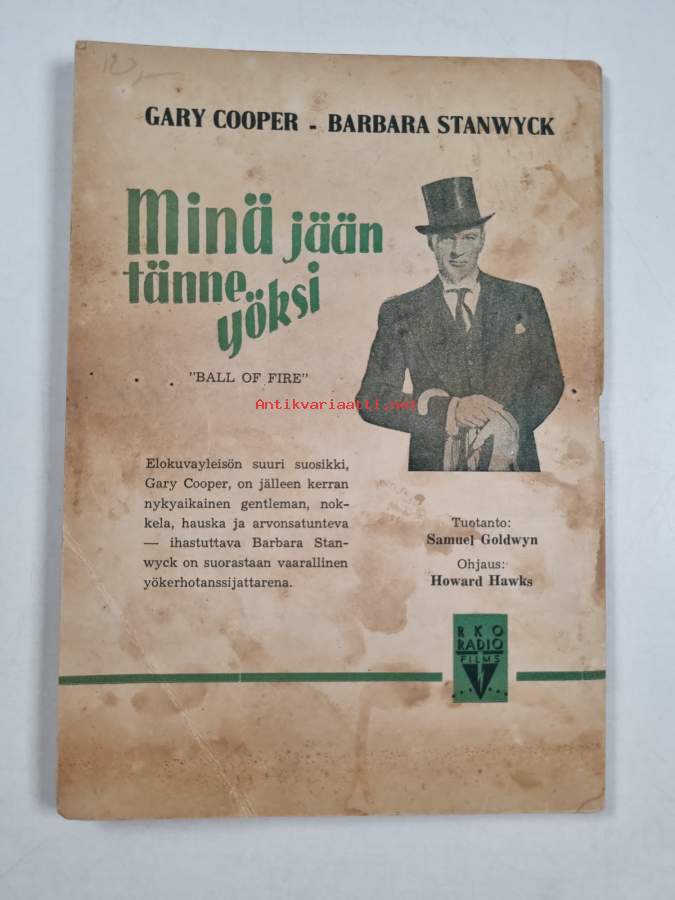 GARY COOPER - BARBARA STANWYCK
Minä jään
tänne
yöksi
"BALL OF FIRE"
Antikvariaatti.net
Elokuvayleisön suuri suosikki,
Gary Cooper, on jälleen kerran
nykyaikainen gentleman, nok-
kela, hauska ja arvonsatunteva
— ihastuttava Barbara Stan-
wyck on suorastaan vaarallinen
yökerhotanssijattarena.
Tuotanto:
Samuel Goldwyn
Ohjaus:
Howard Hawks
RKO
RADIO
FILMS